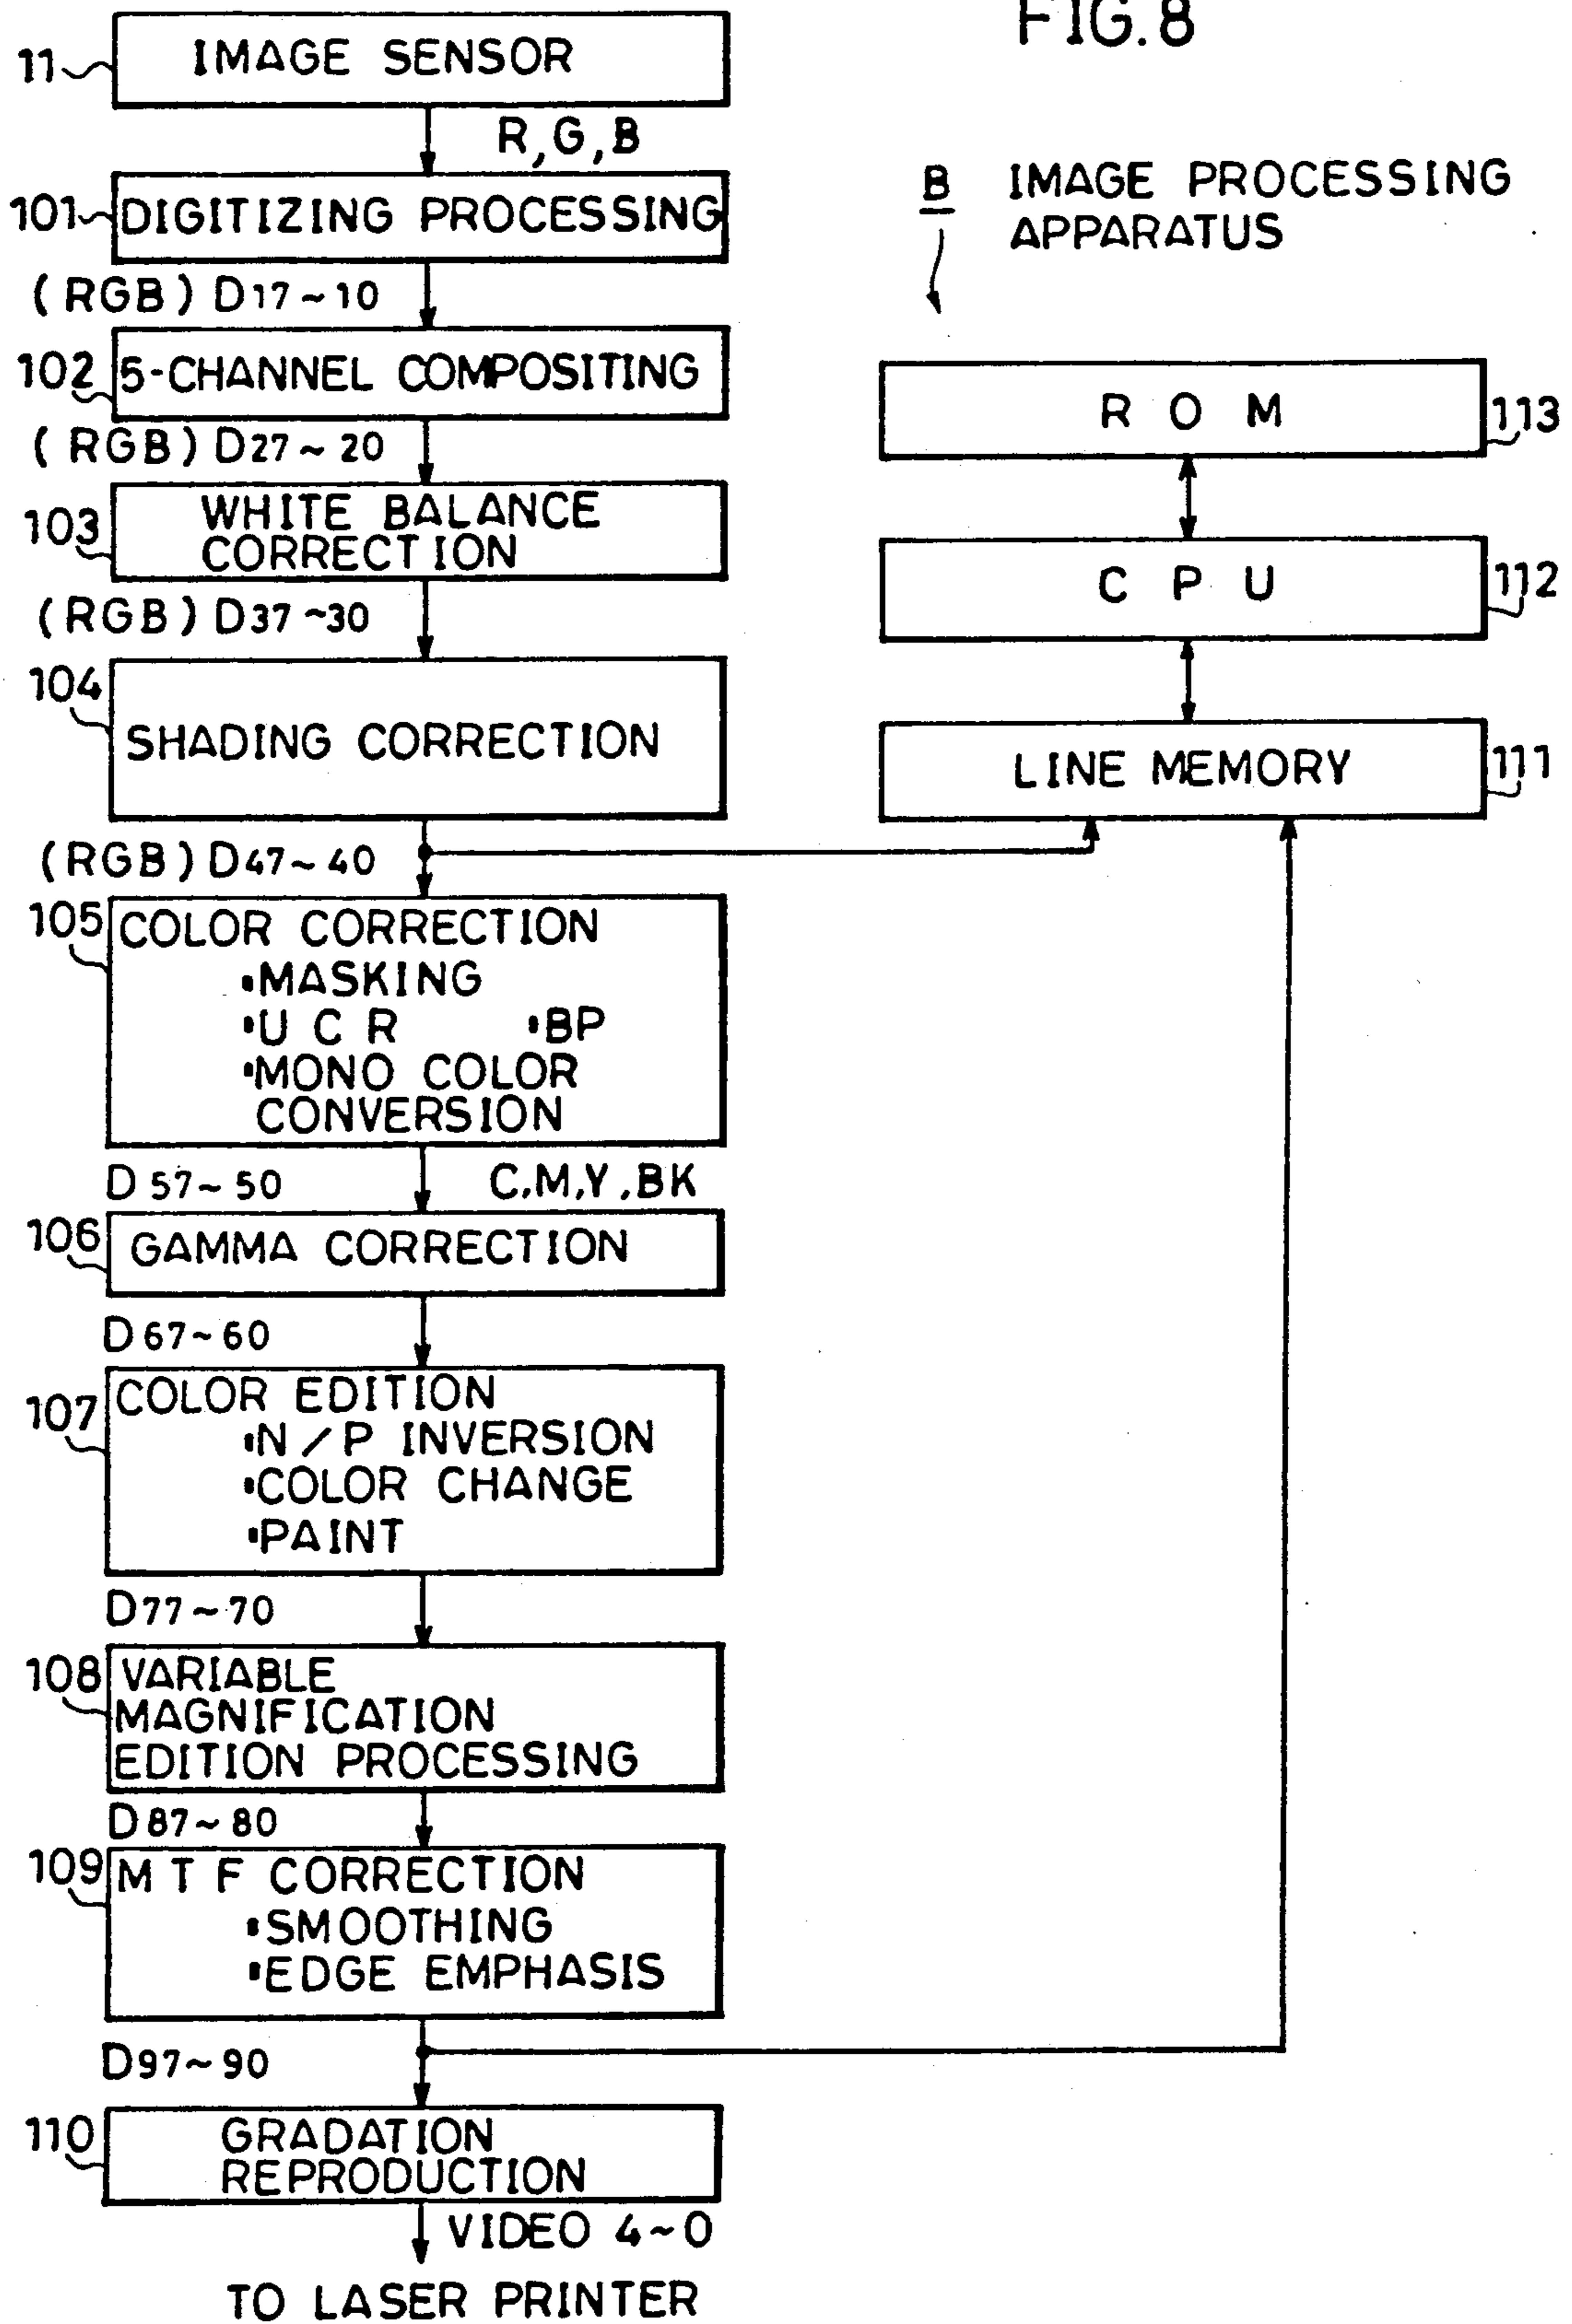 FIG. 8
11 IMAGE SENSOR
R, G, B
101 DIGITIZING PROCESSING
(RGB) D17~10
102 5-CHANNEL COMPOSITING
(RGB) D27~20
103 WHITE BALANCE
CORRECTION
(RGB) D37~30
104
SHADING CORRECTION
(RGB) D47~40
105 COLOR CORRECTION
▪MASKING
▪U C R ▪BP
▪MONO COLOR
CONVERSION
D57~50 C,M,Y,BK
106 GAMMA CORRECTION
D67~60
107 COLOR EDITION
▪N/P INVERSION
▪COLOR CHANGE
▪PAINT
D77~70
108 VARIABLE
MAGNIFICATION
EDITION PROCESSING
D87~80
109 M T F CORRECTION
▪SMOOTHING
▪EDGE EMPHASIS
D97~90
110 GRADATION
REPRODUCTION
VIDEO 4~0
TO LASER PRINTER
B IMAGE PROCESSING
APPARATUS
R O M 113
C P U 112
LINE MEMORY 111